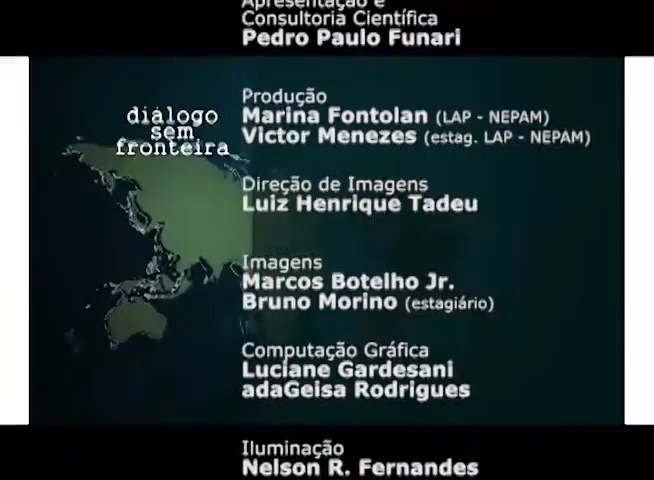 Apresentação e
Consultoria Científica
Pedro Paulo Funari
diálogo
sem
fronteira
Produção
Marina Fontolan (LAP - NEPAM)
Victor Menezes (estag. LAP - NEPAM)
Direção de Imagens
Luiz Henrique Tadeu
Imagens
Marcos Botelho Jr.
Bruno Morino (estagiário)
Computação Gráfica
Luciane Gardesani
adaGeisa Rodrigues
Iluminação
Nelson R. Fernandes